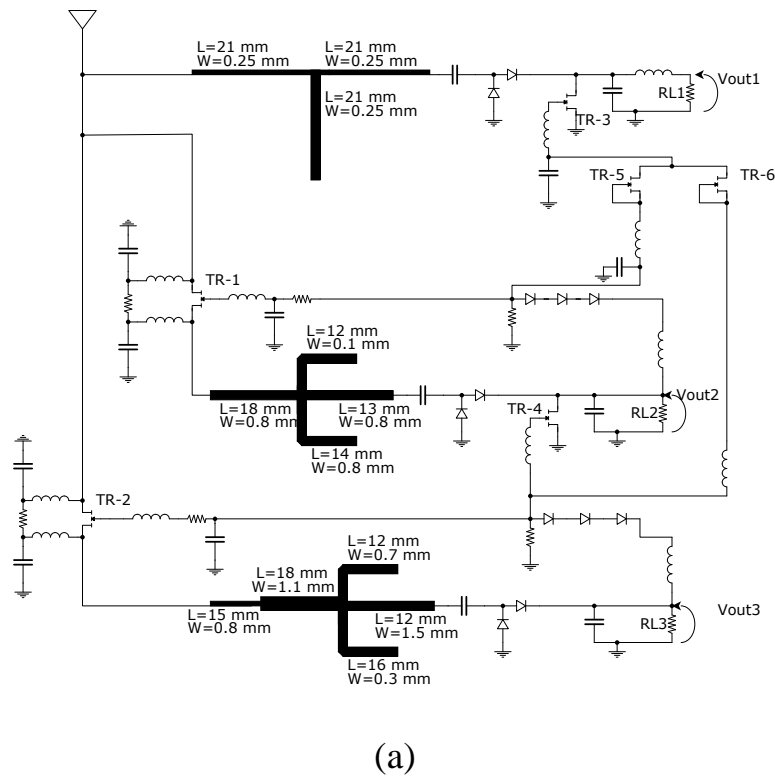 L=21 mm
W=0.25 mm
L=21 mm
W=0.25 mm
L=21 mm
W=0.25 mm
RL1
Vout1
TR-3
TR-5
TR-6
TR-1
L=12 mm
W=0.1 mm
L=18 mm
W=0.8 mm
L=13 mm
W=0.8 mm
L=14 mm
W=0.8 mm
TR-4
RL2
Vout2
TR-2
L=12 mm
W=0.7 mm
L=18 mm
W=1.1 mm
L=15 mm
W=0.8 mm
L=12 mm
W=1.5 mm
L=16 mm
W=0.3 mm
RL3
Vout3
(a)